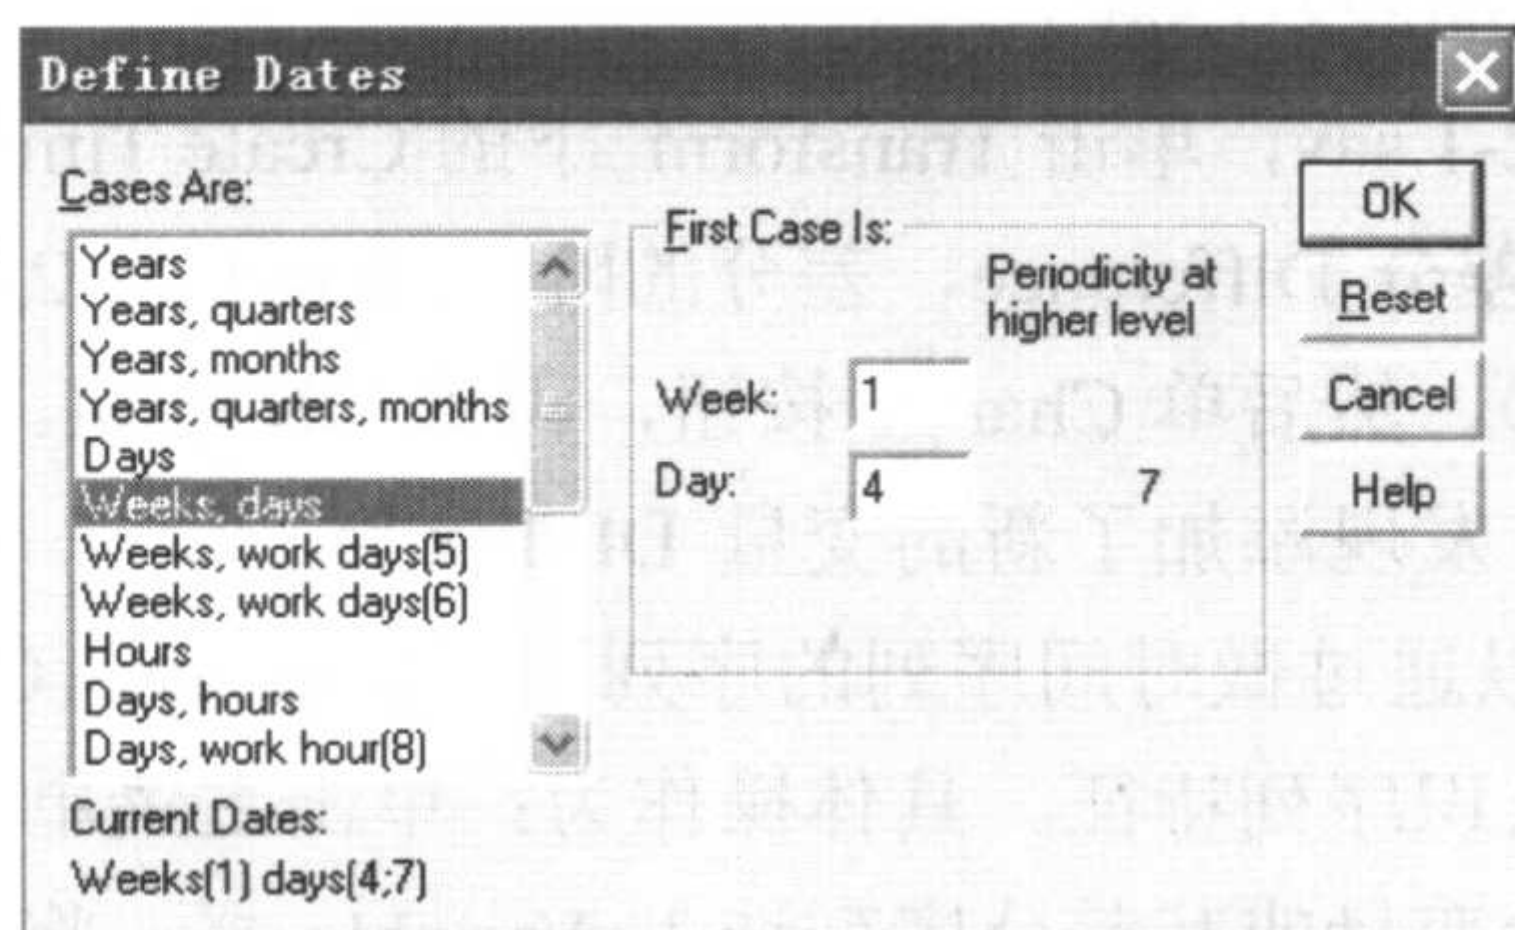 Define Dates
Cases Are:
Years
Years, quarters
Years, months
Years, quarters, months
Days
Weeks, days
Weeks, work days(5)
Weeks, work days(6)
Hours
Days, hours
Days, work hour(8)
Current Dates:
Weeks(1) days(4;7)
First Case Is:
Periodicity at
higher level
Week: 1
Day: 4 7
OK
Reset
Cancel
Help